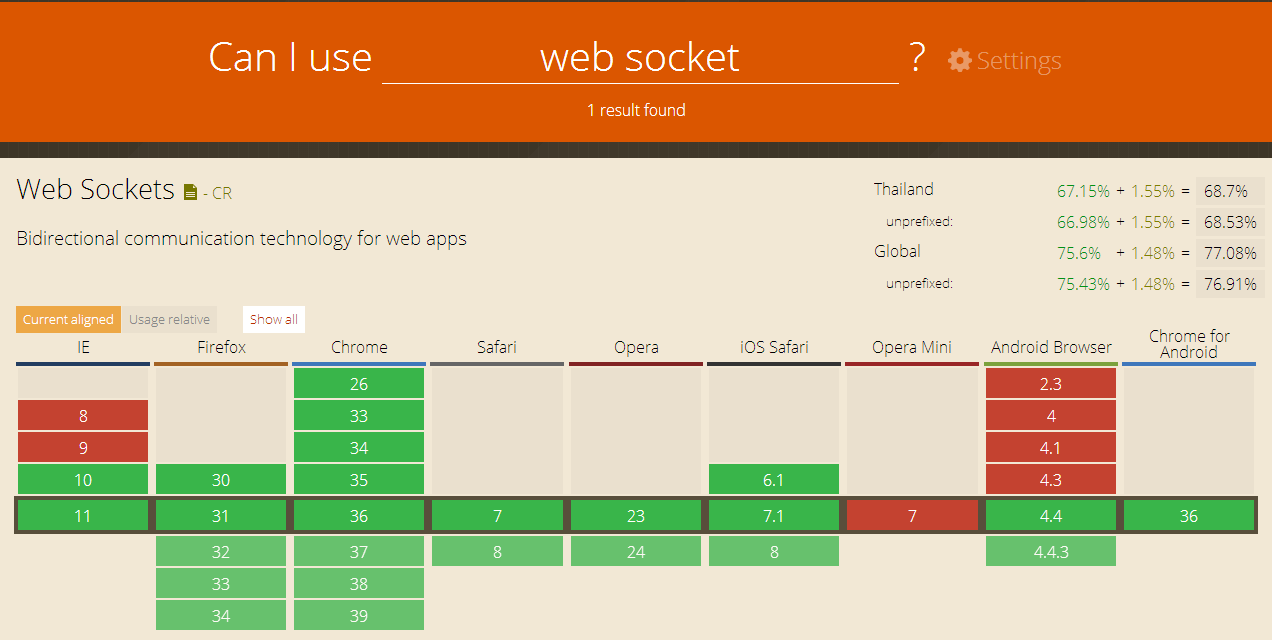 Can I use web socket ? Settings
1 result found
Web Sockets - CR
Bidirectional communication technology for web apps
Thailand 67.15% + 1.55% = 68.7%
unprefixed: 66.98% + 1.55% = 68.53%
Global 75.6% + 1.48% = 77.08%
unprefixed: 75.43% + 1.48% = 76.91%
Current aligned Usage relative Show all
IE Firefox Chrome Safari Opera iOS Safari Opera Mini Android Browser Chrome for Android
26 2.3
8 33 4
9 34 4.1
10 30 35 6.1 4.3
11 31 36 7 23 7.1 7 4.4 36
32 37 8 24 8 4.4.3
33 38
34 39